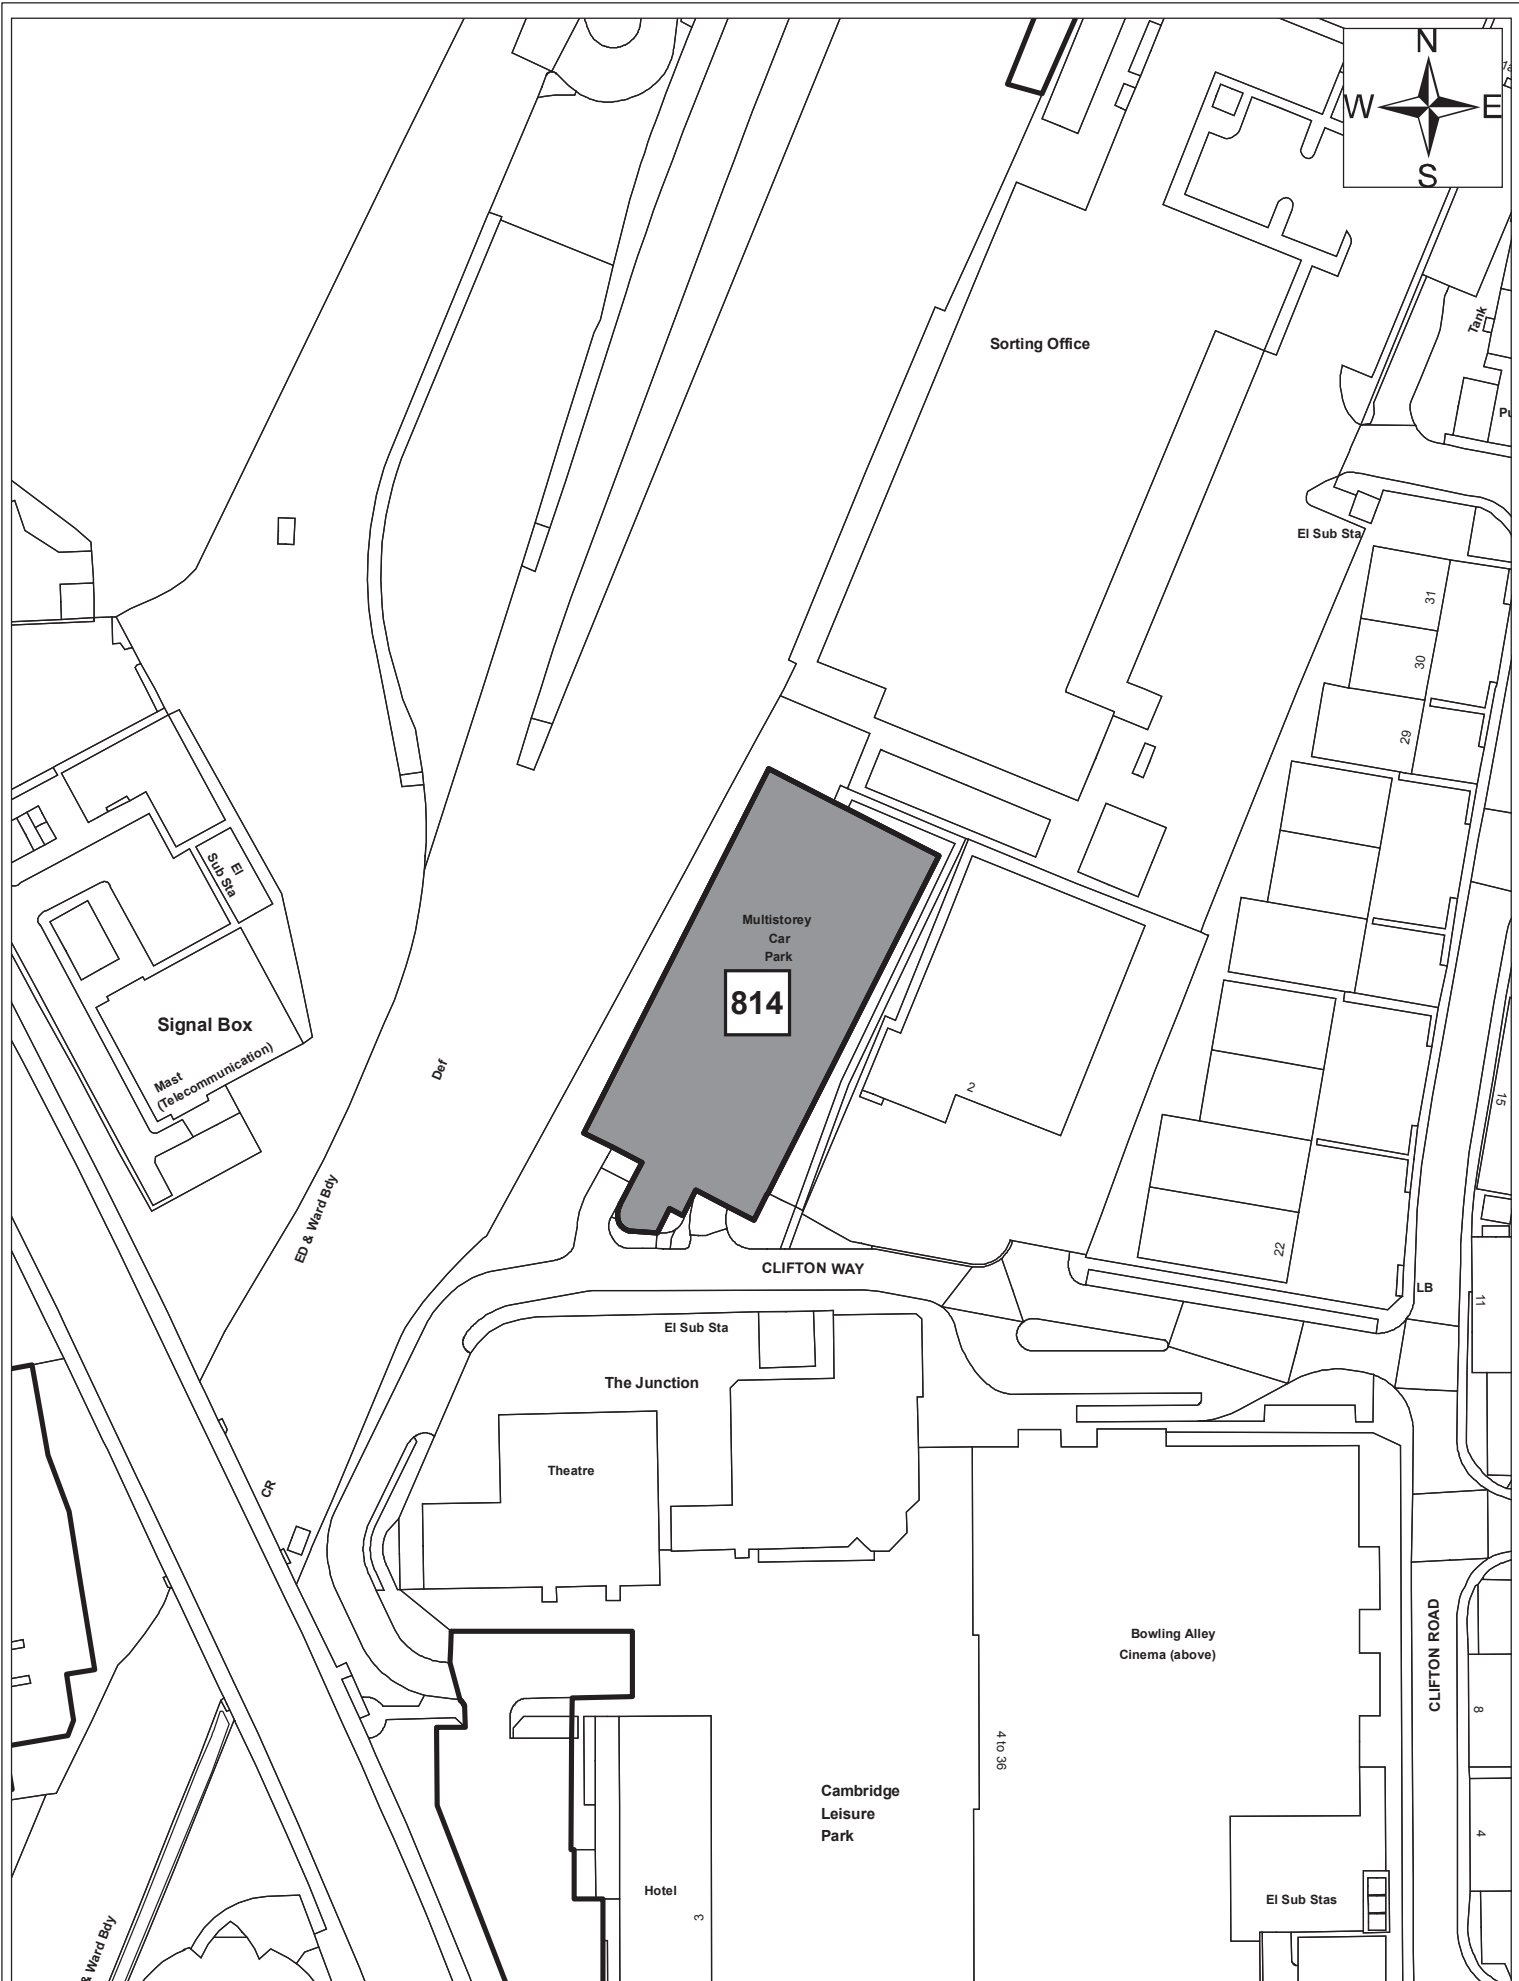 N
W E
S
Tank
Sorting Office
El Sub Sta
31
30
29
El
Sub Sta
Multistorey
Car
Park
814
Signal Box
Mast
(Telecommunication)
Def
2
15
ED & Ward Bdy
22
CLIFTON WAY
LB
11
El Sub Sta
The Junction
Theatre
CR
Bowling Alley
Cinema (above)
CLIFTON ROAD
8
4 to 36
Cambridge
Leisure
Park
4
Hotel
3
El Sub Stas
& Ward Bdy